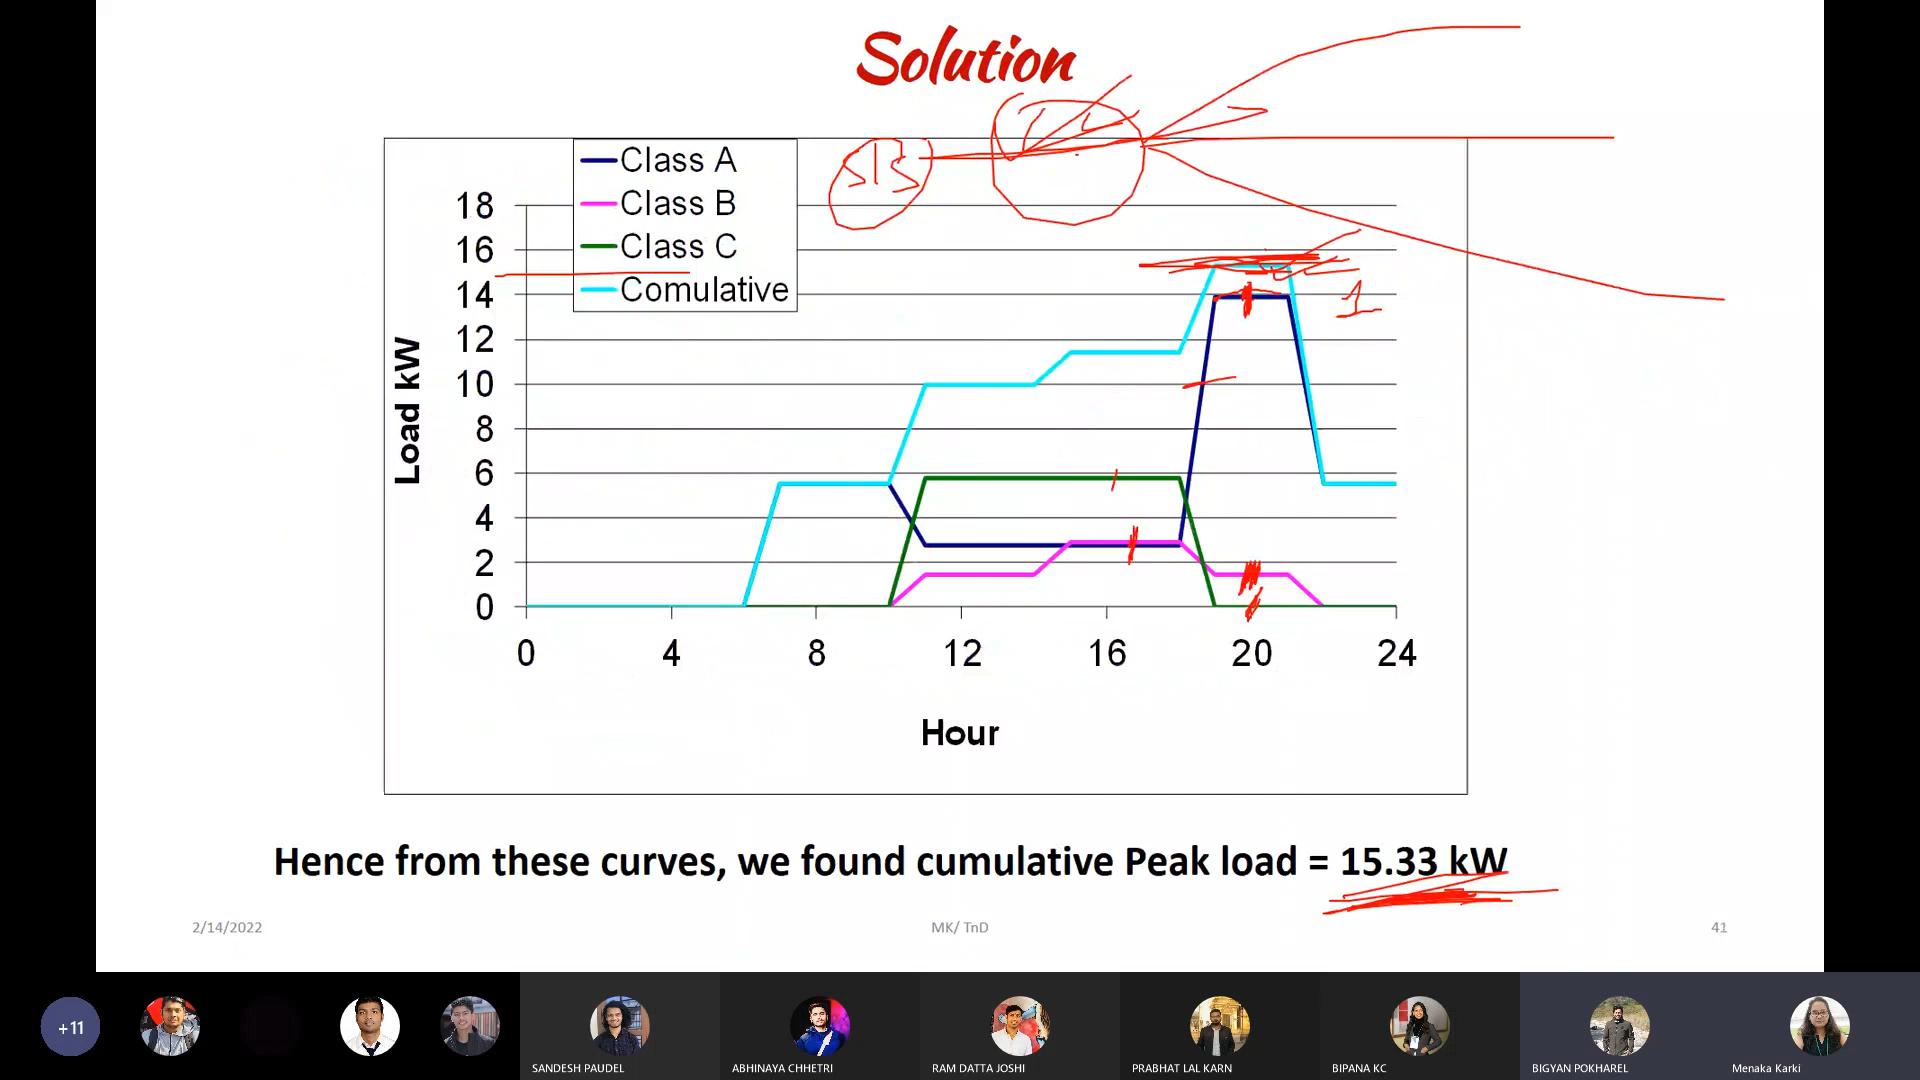 Solution
S/S
Class A
Class B
Class C
Comulative
18
16
14
12
10
8
6
4
2
0
Load kW
1
0 4 8 12 16 20 24
Hour
Hence from these curves, we found cumulative Peak load = 15.33 kW
2/14/2022 MK/ TnD 41
+11 SANDESH PAUDEL ABHINAYA CHHETRI RAM DATTA JOSHI PRABHAT LAL KARN BIPANA KC BIGYAN POKHAREL Menaka Karki